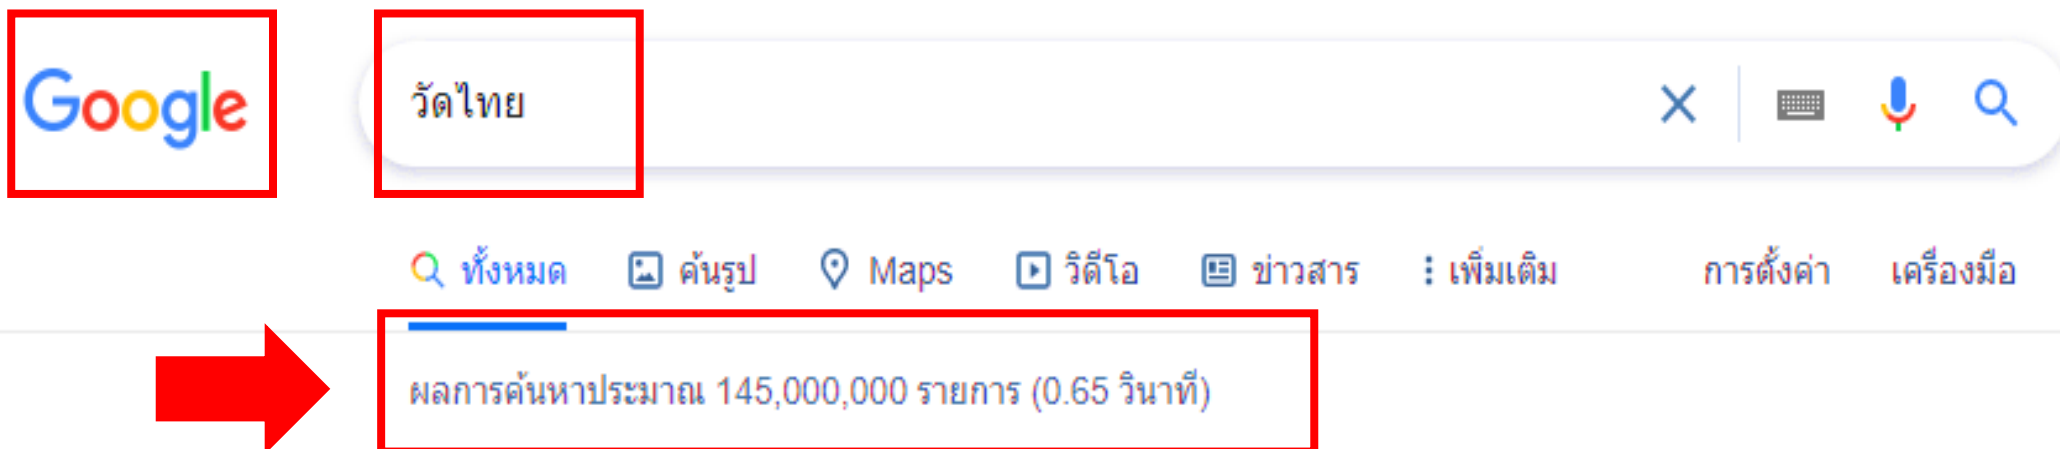 Google วัดไทย
ทั้งหมด ค้นรูป Maps วิดีโอ ข่าวสาร เพิ่มเติม การตั้งค่า เครื่องมือ
ผลการค้นหาประมาณ 145,000,000 รายการ (0.65 วินาที)